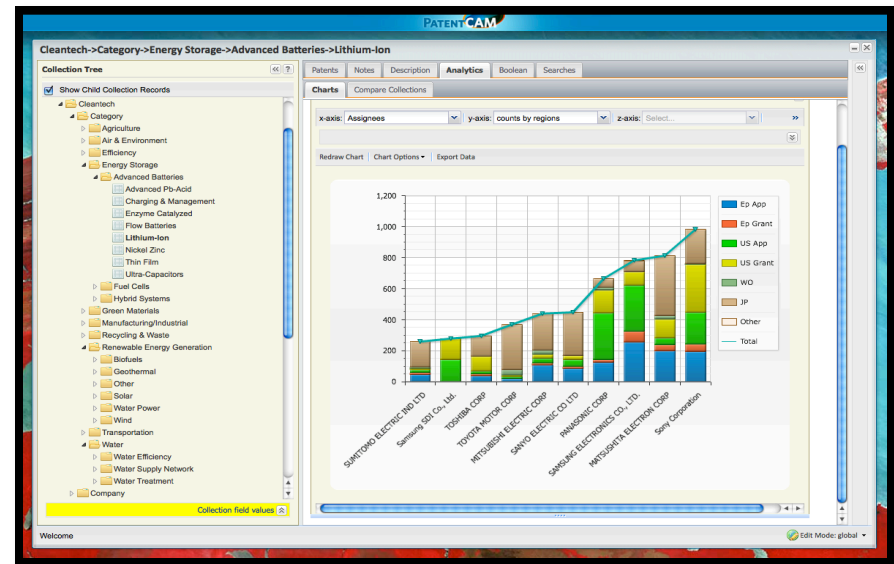 PATENTCAM
Cleantech->Category->Energy Storage->Advanced Batteries->Lithium-Ion
Collection Tree
Show Child Collection Records
Cleantech
Category
Agriculture
Air & Environment
Efficiency
Energy Storage
Advanced Batteries
Advanced Pb-Acid
Charging & Management
Enzyme Catalyzed
Flow Batteries
Lithium-Ion
Nickel Zinc
Thin Film
Ultra-Capacitors
Fuel Cells
Hybrid Systems
Green Materials
Manufacturing/Industrial
Recycling & Waste
Renewable Energy Generation
Biofuels
Geothermal
Other
Solar
Water Power
Wind
Transportation
Water
Water Efficiency
Water Supply Network
Water Treatment
Company
Collection field values
Patents Notes Description Analytics Boolean Searches
Charts Compare Collections
x-axis: Assignees y-axis: counts by regions z-axis: Select...
Redraw Chart Chart Options Export Data
1,200
1,000
800
600
400
200
0
SUMITOMO ELECTRIC IND LTD
Samsung SDI Co., Ltd.
TOSHIBA CORP
TOYOTA MOTOR CORP
MITSUBISHI ELECTRIC CORP
SANYO ELECTRIC CO LTD
PANASONIC CORP
SAMSUNG ELECTRONICS CO., LTD.
MATSUSHITA ELECTRON CORP
Sony Corporation
Ep App
Ep Grant
US App
US Grant
WO
JP
Other
Total
Welcome
Edit Mode: global